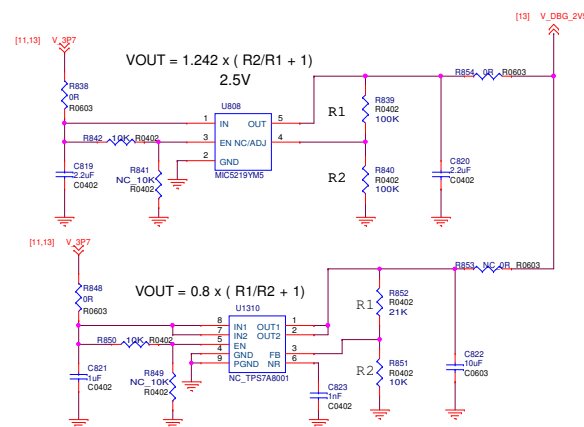 [13] V_DBG_2V5
[11,13] V_3P7
VOUT = 1.242 x ( R2/R1 + 1)
2.5V
R838
0R
R0603
R854 0R R0603
U808
1 IN OUT 5
3 EN NC/ADJ 4
2 GND
MIC5219YM5
R842 10K R0402
R1
R839
R0402
100K
R2
R840
R0402
100K
C819
2.2uF
C0402
R841
NC_10K
R0402
C820
2.2uF
C0402
[11,13] V_3P7
R853 NC_0R R0603
R848
0R
R0603
VOUT = 0.8 x ( R1/R2 + 1)
U1310
8 IN1 OUT1 1
7 IN2 OUT2 2
5 EN
4 GND FB 3
9 PGND NR 6
NC_TPS7A8001
R850 10K R0402
R1
R852
R0402
21K
R2
R851
R0402
10K
C821
1uF
C0402
R849
NC_10K
R0402
C823
1nF
C0402
C822
10uF
C0603